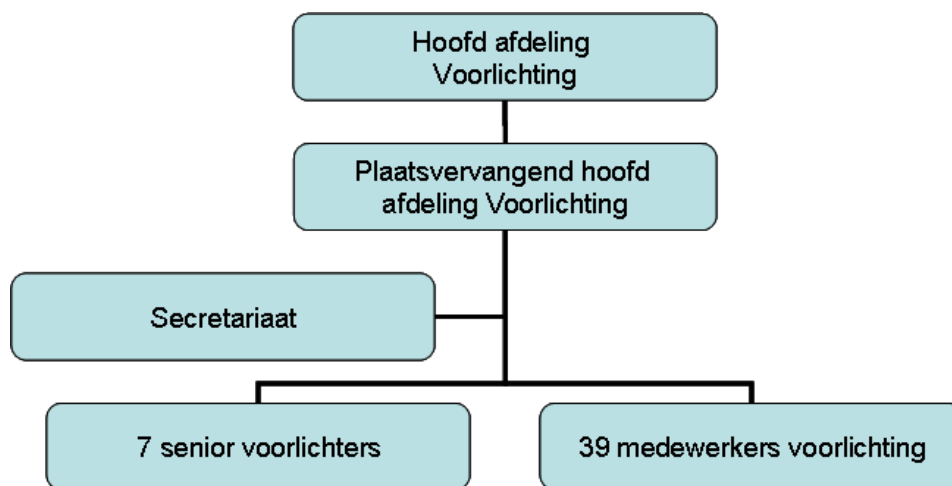 Hoofd afdeling
Voorlichting
Plaatsvervangend hoofd
afdeling Voorlichting
Secretariaat
7 senior voorlichters
39 medewerkers voorlichting